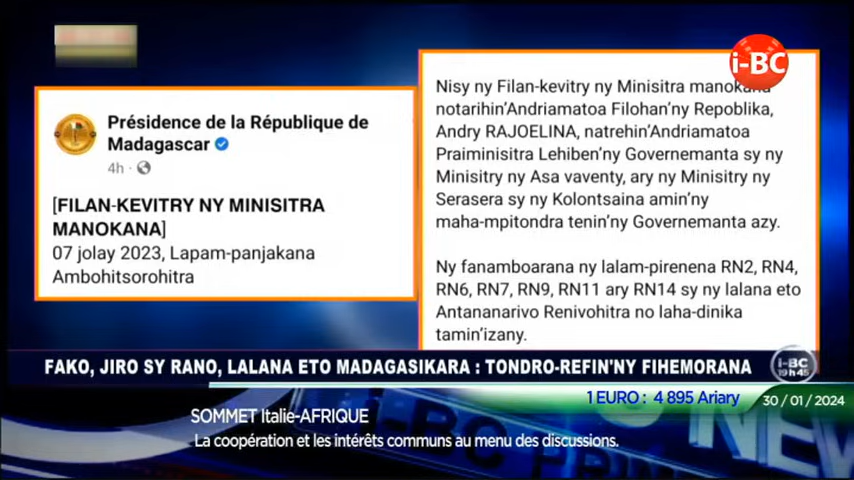 i-BC
Présidence de la République de
Madagascar
4h ·
[FILAN-KEVITRY NY MINISITRA
MANOKANA]
07 jolay 2023, Lapam-panjakana
Ambohitsorohitra
Nisy ny Filan-kevitry ny Minisitra manokana
notarihin'Andriamatoa Filohan'ny Repoblika,
Andry RAJOELINA, natrehin'Andriamatoa
Praiminisitra Lehiben'ny Governemanta sy ny
Minisitry ny Asa vaventy, ary ny Minisitry ny
Serasera sy ny Kolontsaina amin'ny
maha-mpitondra tenin'ny Governemanta azy.
Ny fanamboarana ny lalam-pirenena RN2, RN4,
RN6, RN7, RN9, RN11 ary RN14 sy ny lalana eto
Antananarivo Renivohitra no laha-dinika
tamin'izany.
FAKO, JIRO SY RANO, LALANA ETO MADAGASIKARA : TONDRO-REFIN'NY FIHEMORANA
i-BC
19 h 45
1 EURO : 4 895 Ariary
30 / 01 / 2024
SOMMET Italie-AFRIQUE
La coopération et les intérêts communs au menu des discussions.